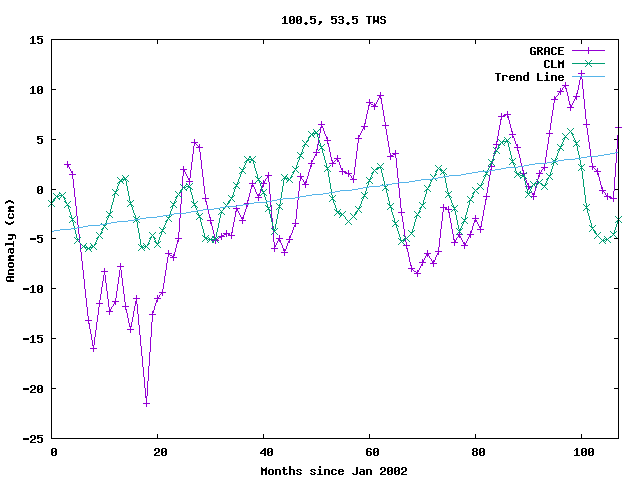 100.5, 53.5 TWS
GRACE
CLM
Trend Line
15
10
5
0
-5
-10
-15
-20
-25
Anomaly (cm)
0 20 40 60 80 100
Months since Jan 2002